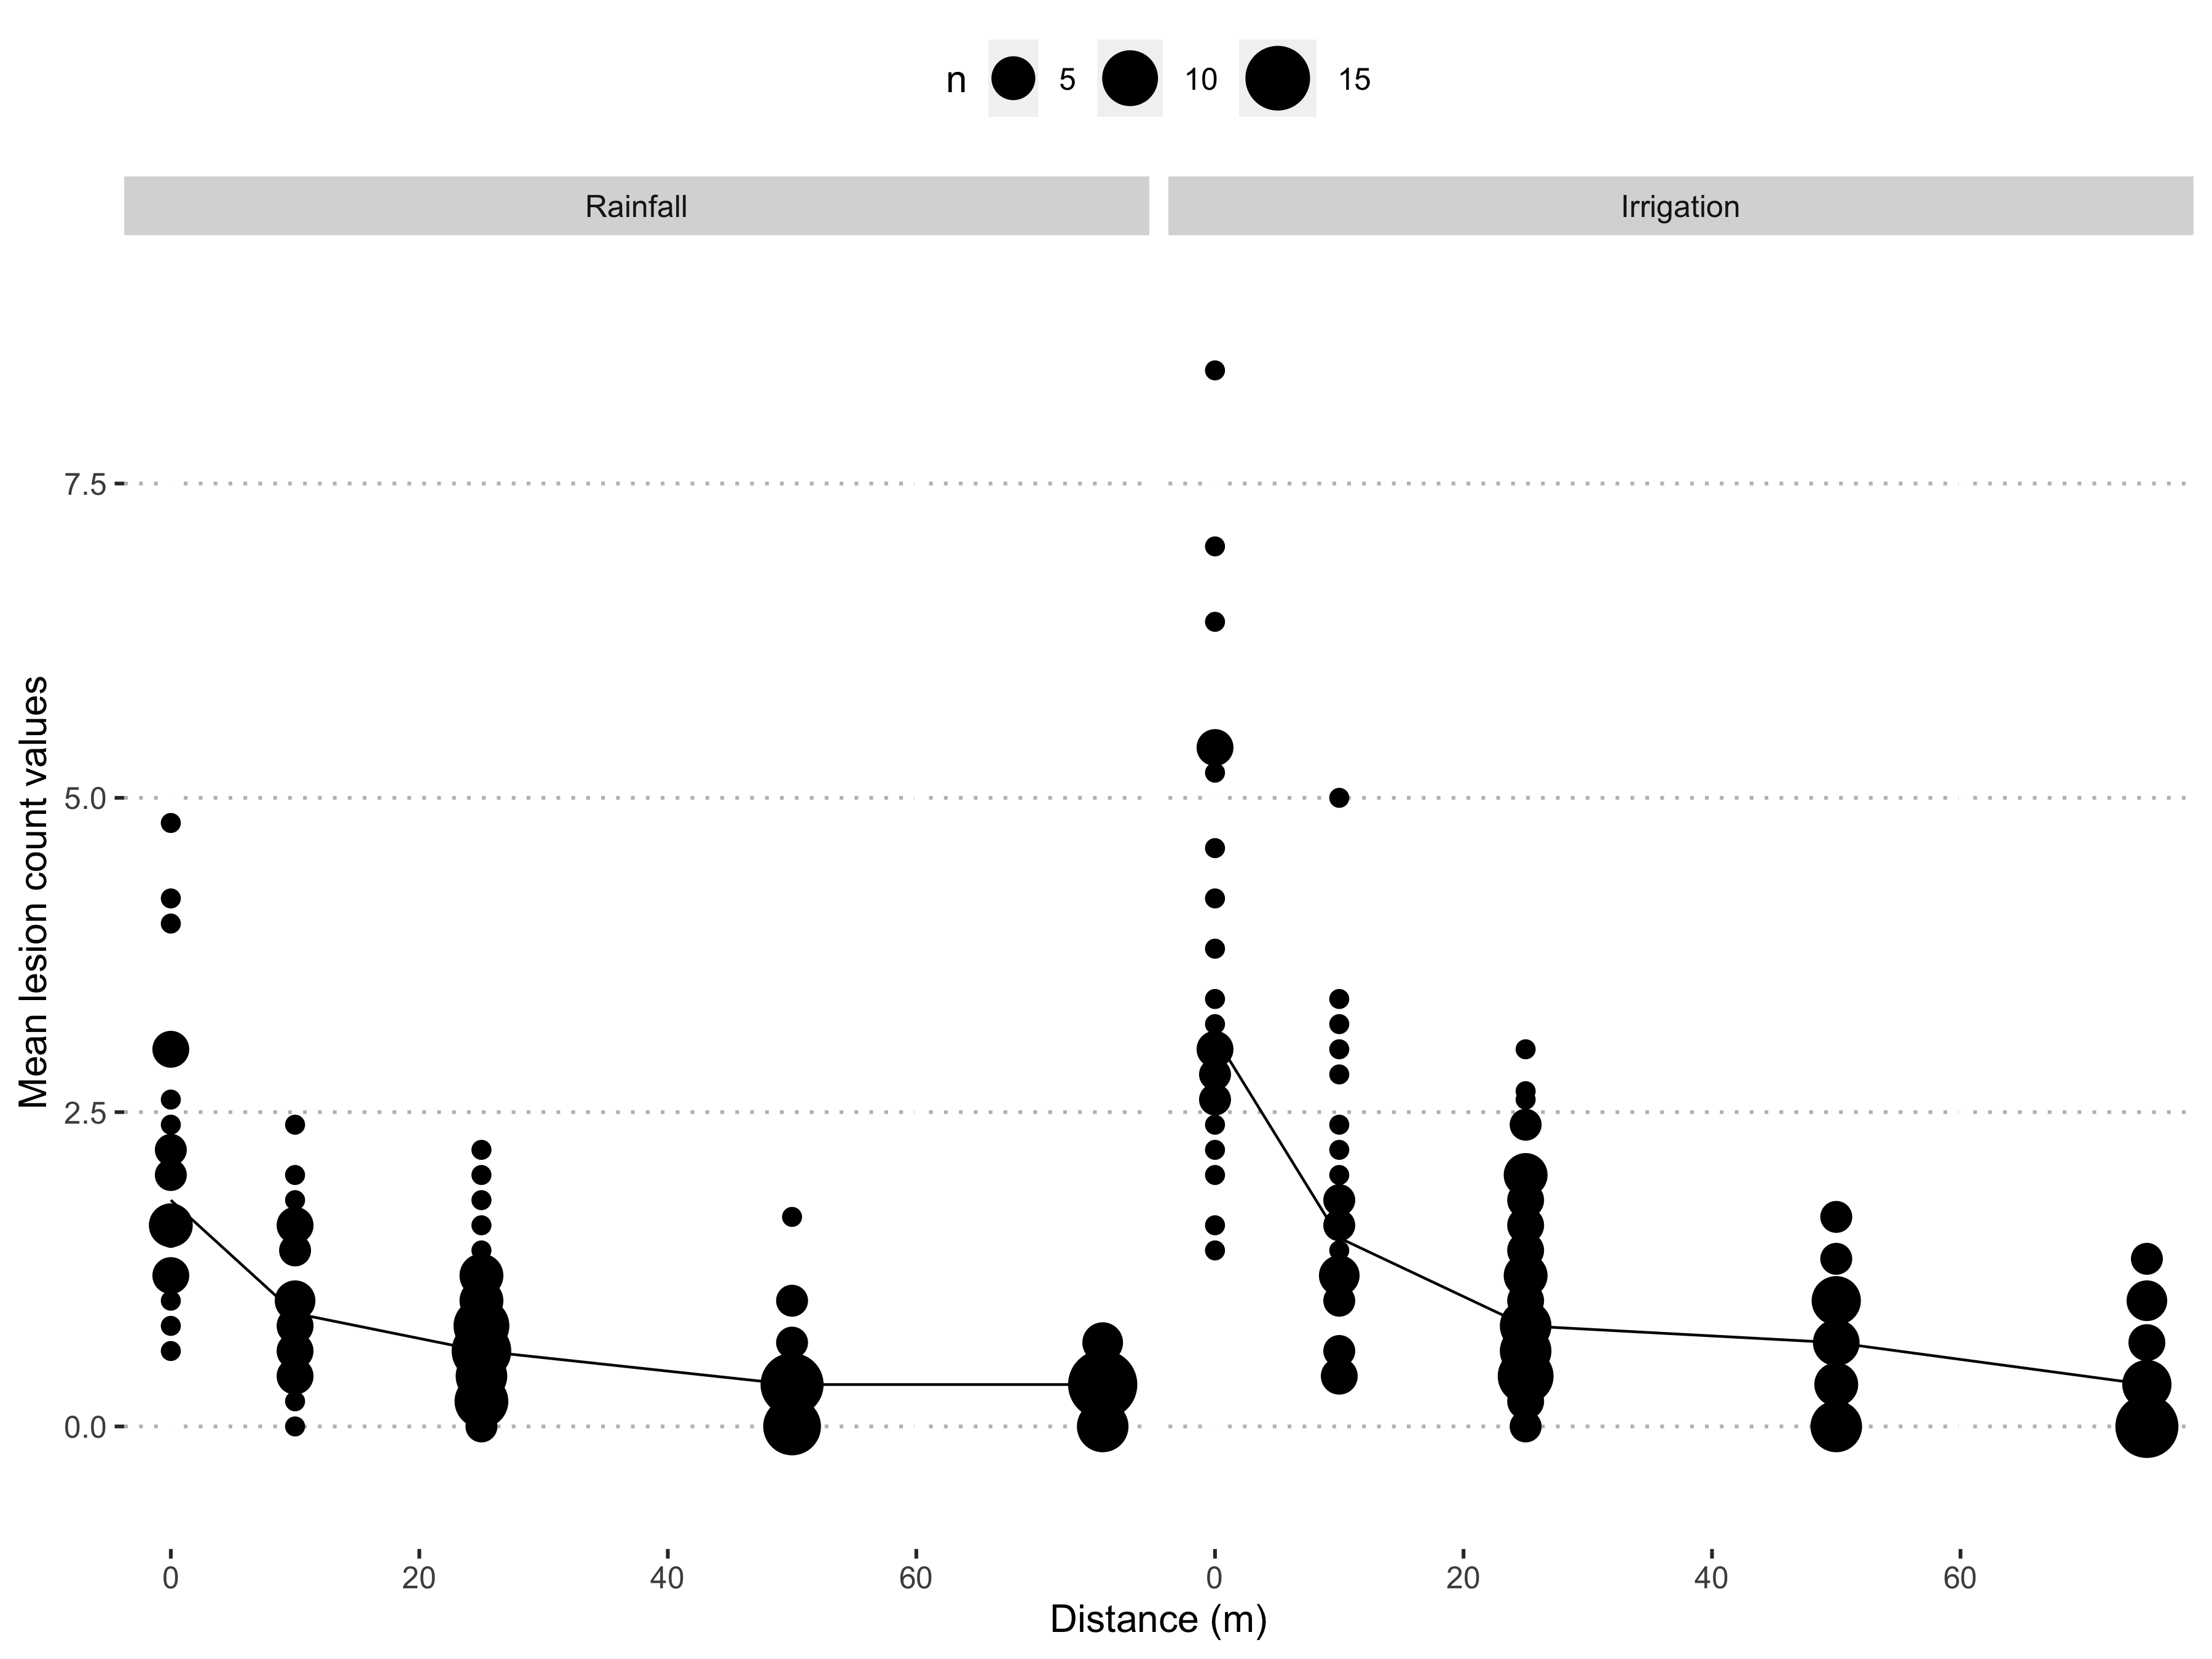 n 5 10 15
Rainfall Irrigation
7.5
5.0
2.5
0.0
Mean lesion count values
0 20 40 60 0 20 40 60
Distance (m)